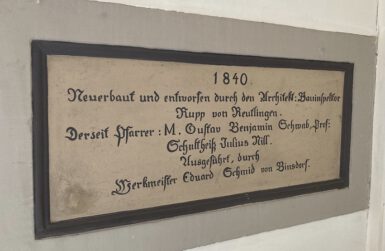 1840.
Neuerbaut und entworfen durch den Architekt: Bauinspektor
Rupp von Reutlingen.
Derzeit Pfarrer: M. Gustav Benjamin Schwab, Prof:
Schultheiß Julius Rill.
Ausgeführt, durch
Werkmeister Eduard Schmid von Binsdorf.